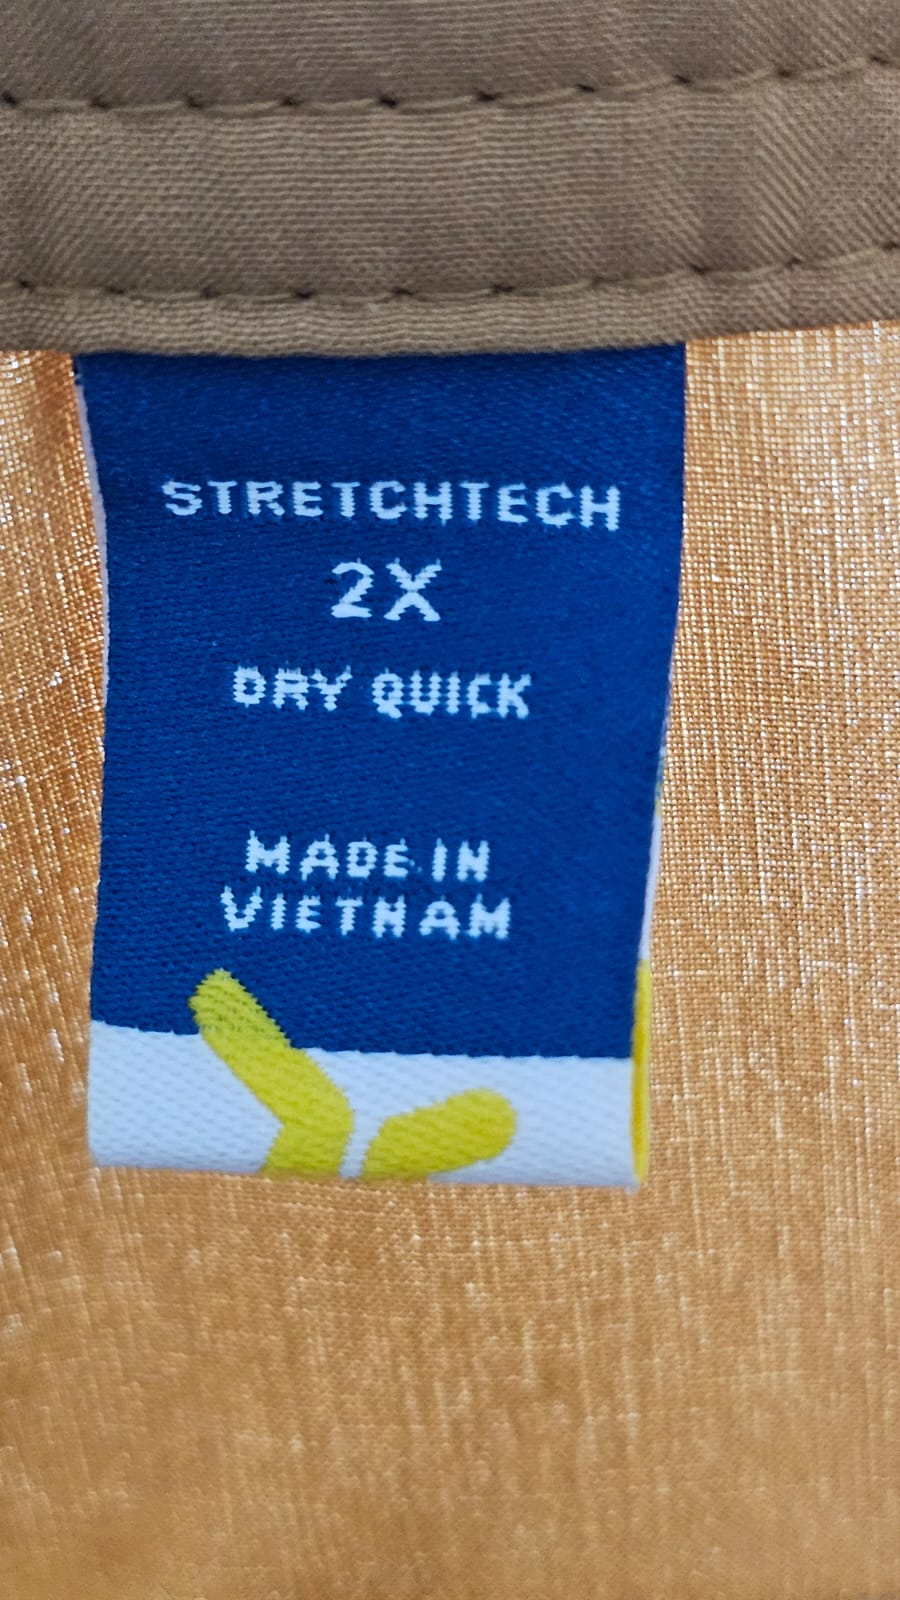 STRETCHTECH
2X
DRY QUICK
MADE IN
VIETNAM